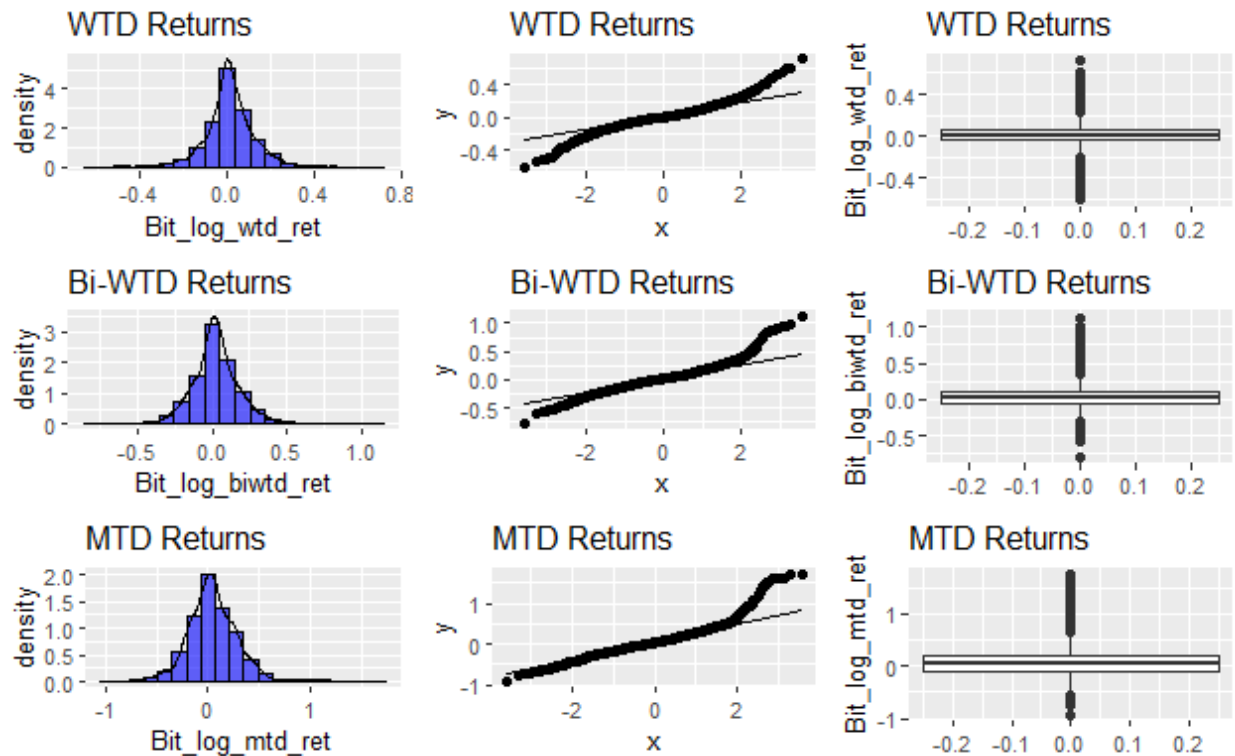 WTD Returns
density
4
2
0
-0.4
0.0
0.4
0.8
Bit_log_wtd_ret
WTD Returns
y
0.4
0.0
-0.4
-2
0
2
x
WTD Returns
Bit_log_wtd_ret
0.4
0.0
-0.4
-0.2
-0.1
0.0
0.1
0.2
Bi-WTD Returns
density
3
2
1
0
-0.5
0.0
0.5
1.0
Bit_log_biwtd_ret
Bi-WTD Returns
y
1.0
0.5
0.0
-0.5
-2
0
2
x
Bi-WTD Returns
Bit_log_biwtd_ret
1.0
0.5
0.0
-0.5
-0.2
-0.1
0.0
0.1
0.2
MTD Returns
density
2.0
1.5
1.0
0.5
0.0
-1
0
1
Bit_log_mtd_ret
MTD Returns
y
1
0
-1
-2
0
2
x
MTD Returns
Bit_log_mtd_ret
1
0
-1
-0.2
-0.1
0.0
0.1
0.2